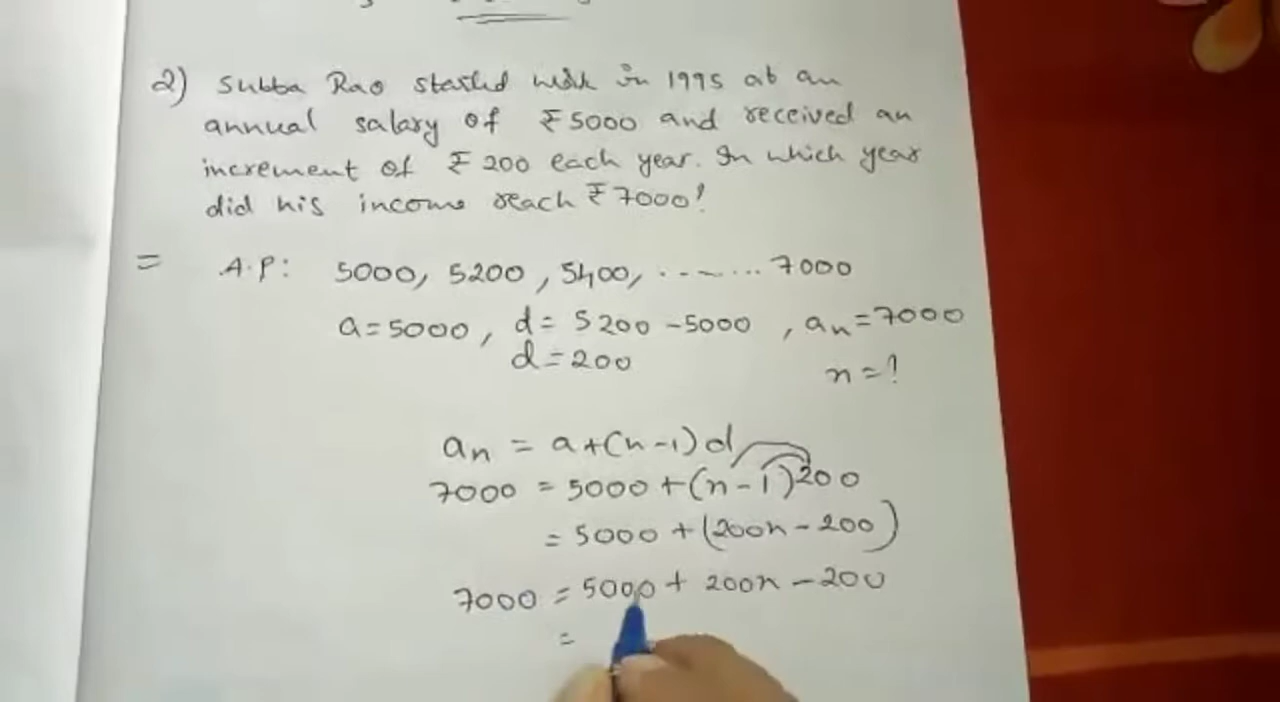 2) Subba Rao started work in 1995 at an
annual salary of ₹5000 and received an
increment of ₹ 200 each year. In which year
did his income reach ₹7000?
= A.P: 5000, 5200, 5400, ....... 7000
a=5000, d= 5200 -5000, an=7000
d=200
n=?
an = a+(n-1)d
7000 = 5000+(n-1)200
= 5000 +(200n-200)
7000 = 5000+ 200n-200
=